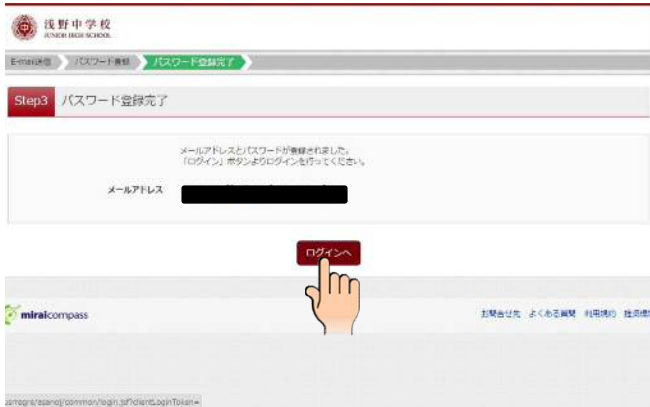 浅野中学校
JUNIOR HIGH SCHOOL
E-mail送信 パスワード登録 パスワード登録完了
Step3 パスワード登録完了
メールアドレスとパスワードが登録されました。
「ログイン」ボタンよりログインを行ってください。
メールアドレス
ログインへ
miraicompass お問合せ先 よくある質問 利用規約 推奨環境